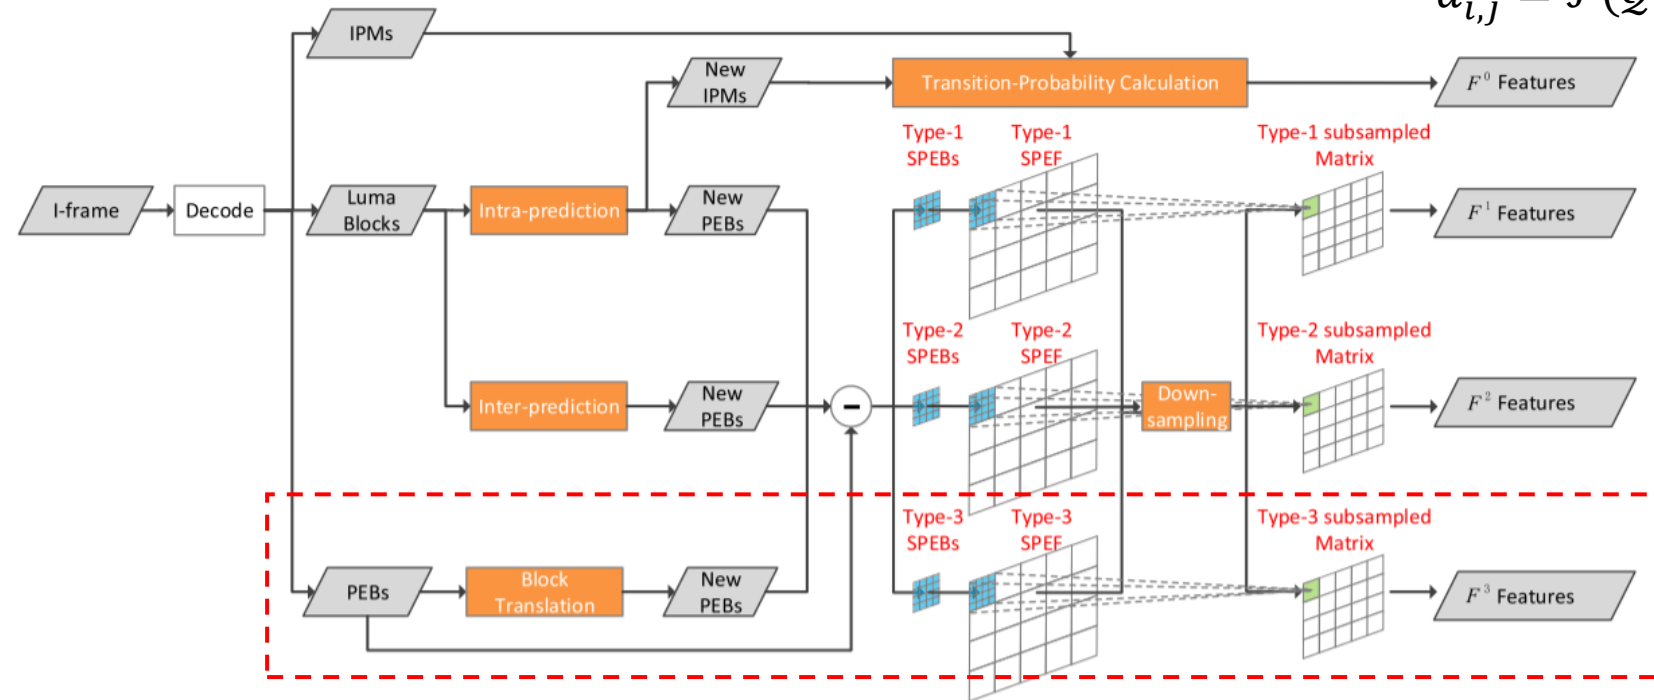 IPMs
New
IPMs
Transition-Probability Calculation
F⁰ Features
Type-1
SPEBs
Type-1
SPEF
Type-1 subsampled
Matrix
I-frame
Decode
Luma
Blocks
Intra-prediction
New
PEBs
F¹ Features
Type-2
SPEBs
Type-2
SPEF
Type-2 subsampled
Matrix
Inter-prediction
New
PEBs
-
Down-
sampling
F² Features
Type-3
SPEBs
Type-3
SPEF
Type-3 subsampled
Matrix
PEBs
Block
Translation
New
PEBs
F³ Features